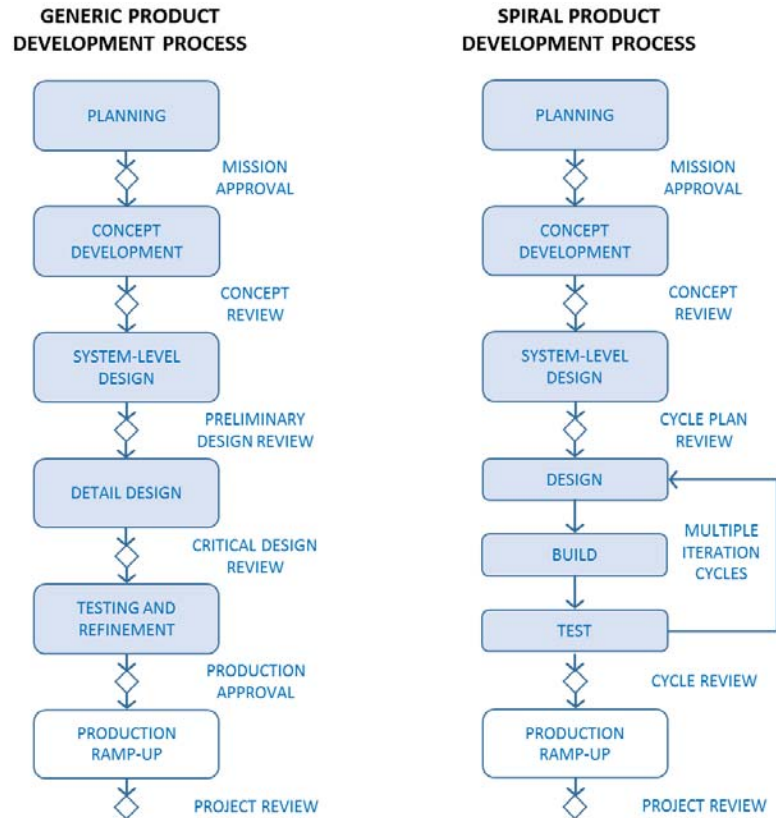 GENERIC PRODUCT
DEVELOPMENT PROCESS
PLANNING
MISSION
APPROVAL
CONCEPT
DEVELOPMENT
CONCEPT
REVIEW
SYSTEM-LEVEL
DESIGN
PRELIMINARY
DESIGN REVIEW
DETAIL DESIGN
CRITICAL DESIGN
REVIEW
TESTING AND
REFINEMENT
PRODUCTION
APPROVAL
PRODUCTION
RAMP-UP
PROJECT REVIEW
SPIRAL PRODUCT
DEVELOPMENT PROCESS
PLANNING
MISSION
APPROVAL
CONCEPT
DEVELOPMENT
CONCEPT
REVIEW
SYSTEM-LEVEL
DESIGN
CYCLE PLAN
REVIEW
DESIGN
MULTIPLE
ITERATION
CYCLES
BUILD
TEST
CYCLE REVIEW
PRODUCTION
RAMP-UP
PROJECT REVIEW